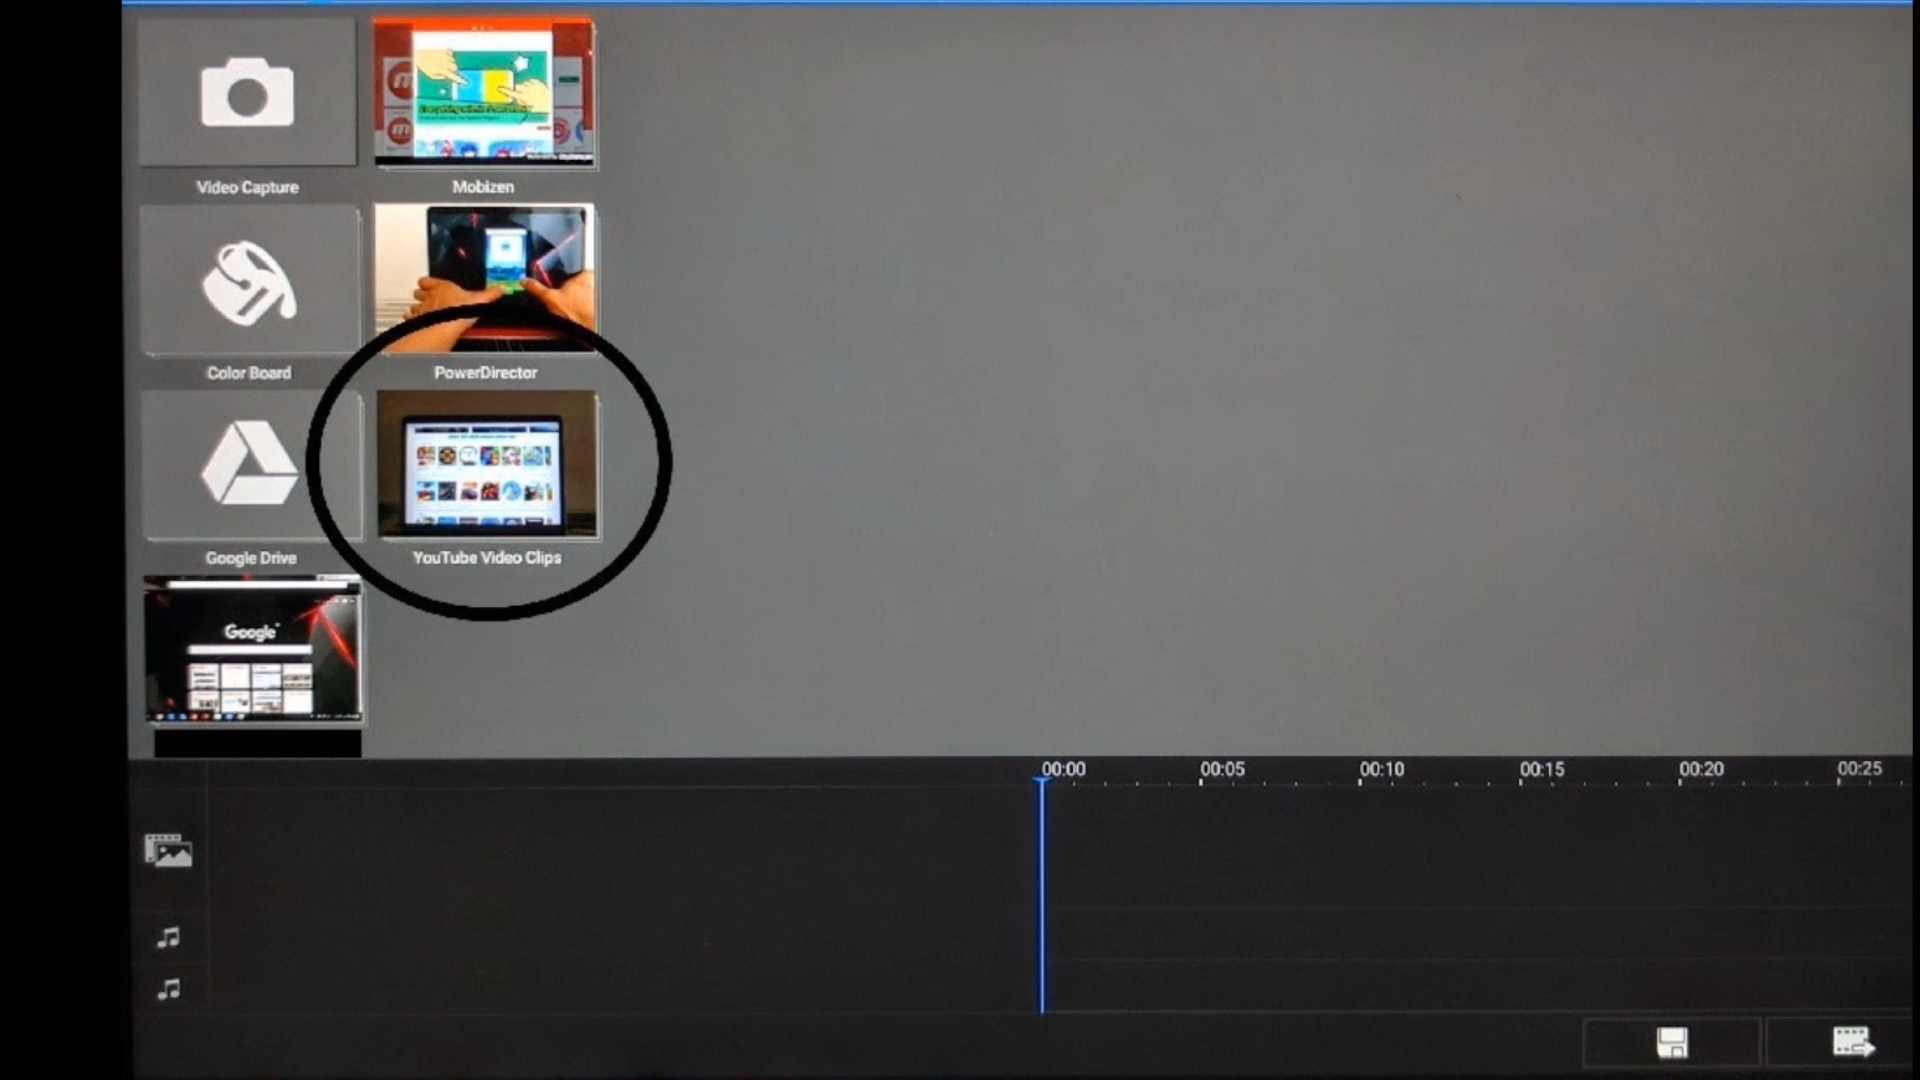 Video Capture
Mobizen
Color Board
PowerDirector
Google Drive
YouTube Video Clips
Google
00:00
00:05
00:10
00:15
00:20
00:25